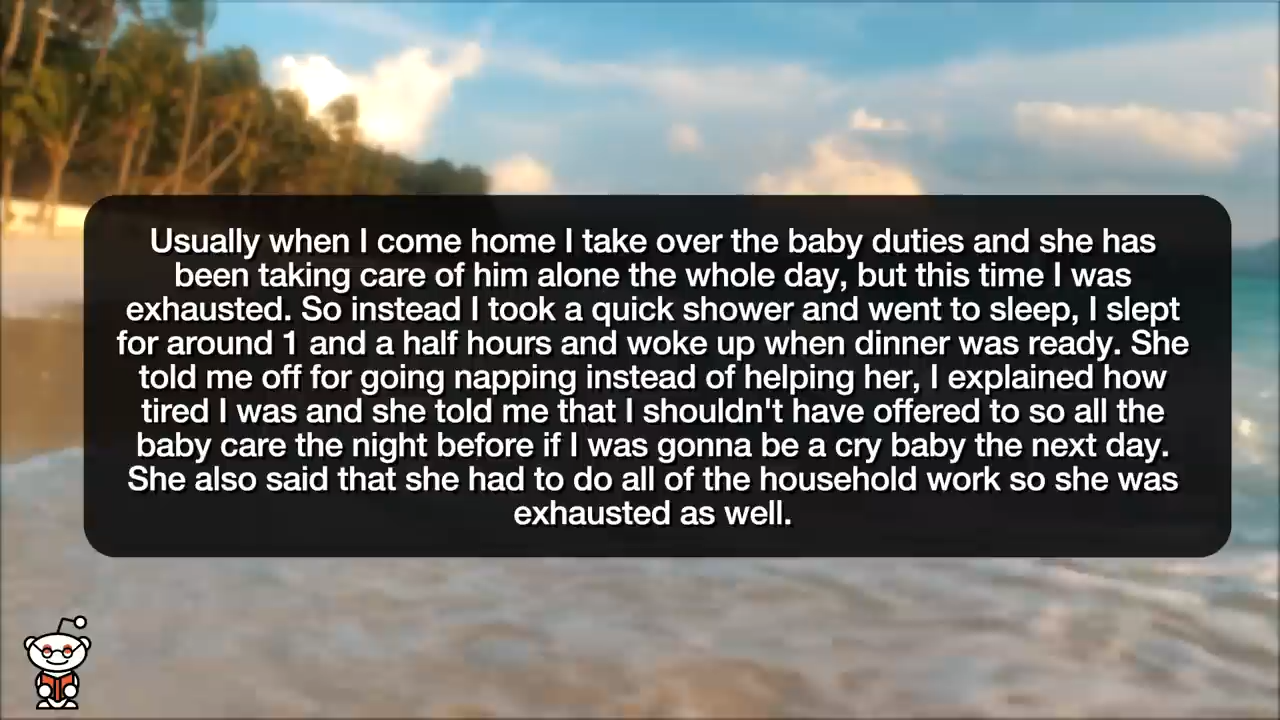 Usually when I come home I take over the baby duties and she has
been taking care of him alone the whole day, but this time I was
exhausted. So instead I took a quick shower and went to sleep, I slept
for around 1 and a half hours and woke up when dinner was ready. She
told me off for going napping instead of helping her, I explained how
tired I was and she told me that I shouldn't have offered to so all the
baby care the night before if I was gonna be a cry baby the next day.
She also said that she had to do all of the household work so she was
exhausted as well.